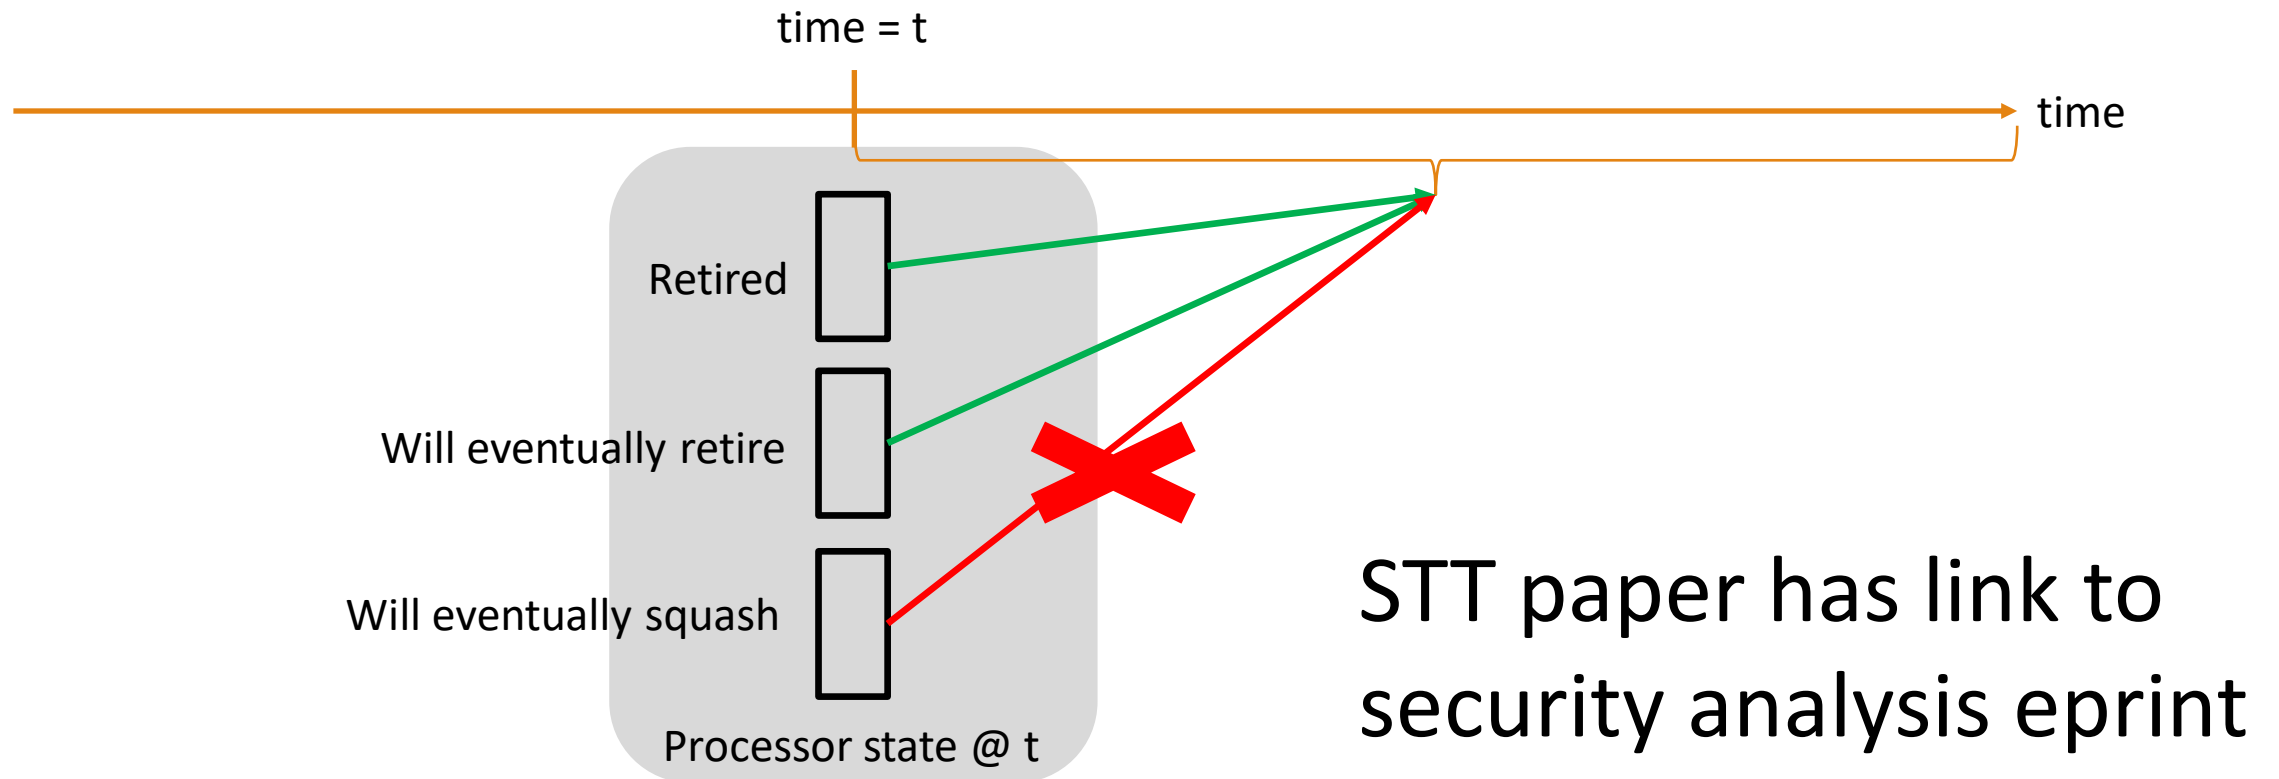 time = t
time
Retired
Will eventually retire
Will eventually squash
Processor state @ t
STT paper has link to
security analysis eprint